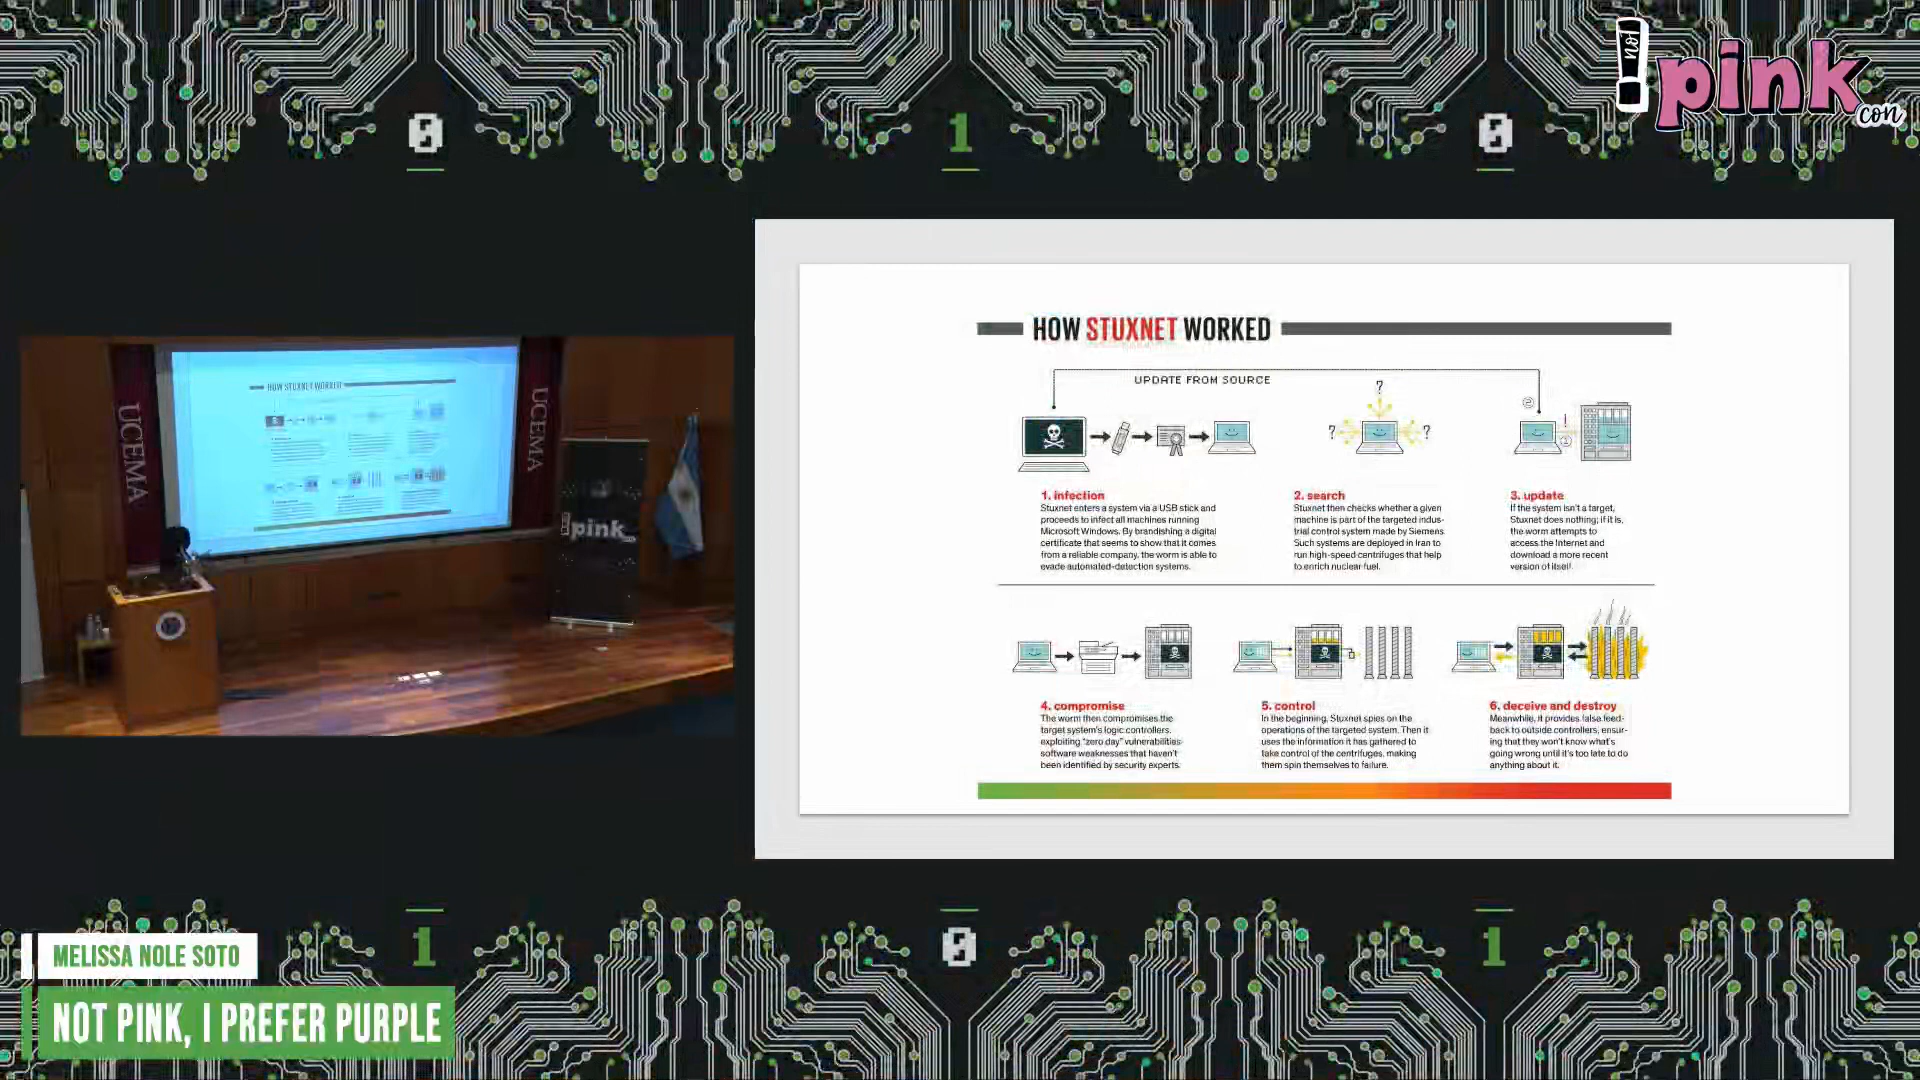 !not pink con
0
1
0
HOW STUXNET WORKED
UPDATE FROM SOURCE
?
?
?
2
!
1
1. infection
Stuxnet enters a system via a USB stick and
proceeds to infect all machines running
Microsoft Windows. By brandishing a digital
certificate that seems to show that it comes
from a reliable company, the worm is able to
evade automated-detection systems.
2. search
Stuxnet then checks whether a given
machine is part of the targeted indus-
trial control system made by Siemens.
Such systems are deployed in Iran to
run high-speed centrifuges that help
to enrich nuclear fuel.
3. update
If the system isn't a target,
Stuxnet does nothing; if it is,
the worm attempts to
access the Internet and
download a more recent
version of itself.
4. compromise
The worm then compromises the
target system's logic controllers,
exploiting "zero day" vulnerabilities-
software weaknesses that haven't
been identified by security experts.
5. control
In the beginning, Stuxnet spies on the
operations of the targeted system. Then it
uses the information it has gathered to
take control of the centrifuges, making
them spin themselves to failure.
6. deceive and destroy
Meanwhile, it provides false feed-
back to outside controllers, ensur-
ing that they won't know what's
going wrong until it's too late to do
anything about it.
UCEMA
HOW STUXNET WORKED
UCEMA
!pink
1
0
1
MELISSA NOLE SOTO
NOT PINK, I PREFER PURPLE